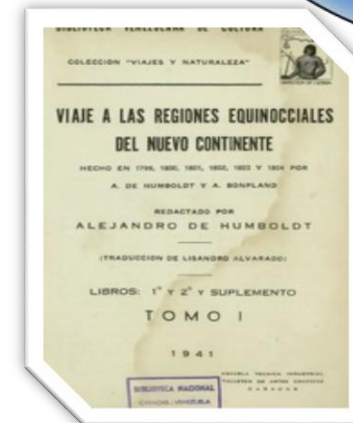 BIBLIOTECA VENEZOLANA DE CULTURA
COLECCION "VIAJES Y NATURALEZA"
VIAJE A LAS REGIONES EQUINOCCIALES
DEL NUEVO CONTINENTE
HECHO EN 1799, 1800, 1801, 1802, 1803 Y 1804 POR
A. DE HUMBOLDT Y A. BONPLAND
REDACTADO POR
ALEJANDRO DE HUMBOLDT
(TRADUCCION DE LISANDRO ALVARADO)
LIBROS: 1° Y 2° Y SUPLEMENTO
TOMO I
1941
ESCUELA TECNICA INDUSTRIAL
TALLERES DE ARTES GRAFICAS
CARACAS
BIBLIOTECA NACIONAL
CARACAS - VENEZUELA